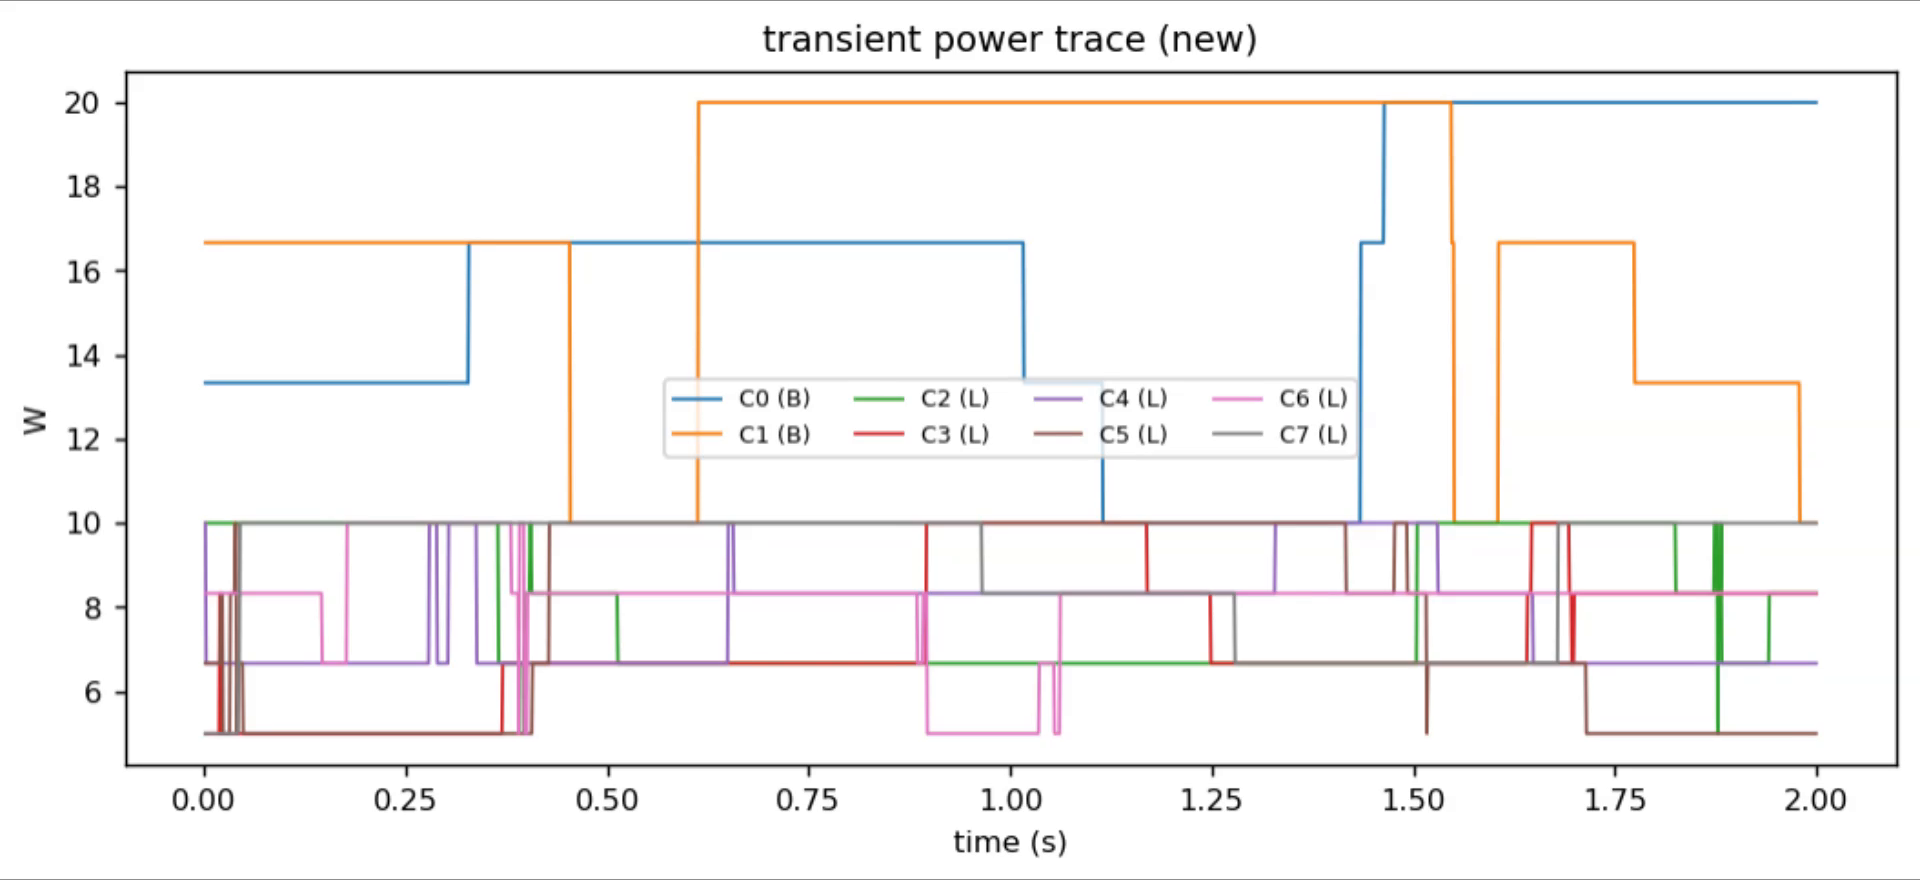 transient power trace (new)
20
18
16
14
12
10
8
6
W
C0 (B) C2 (L) C4 (L) C6 (L)
C1 (B) C3 (L) C5 (L) C7 (L)
0.00 0.25 0.50 0.75 1.00 1.25 1.50 1.75 2.00
time (s)